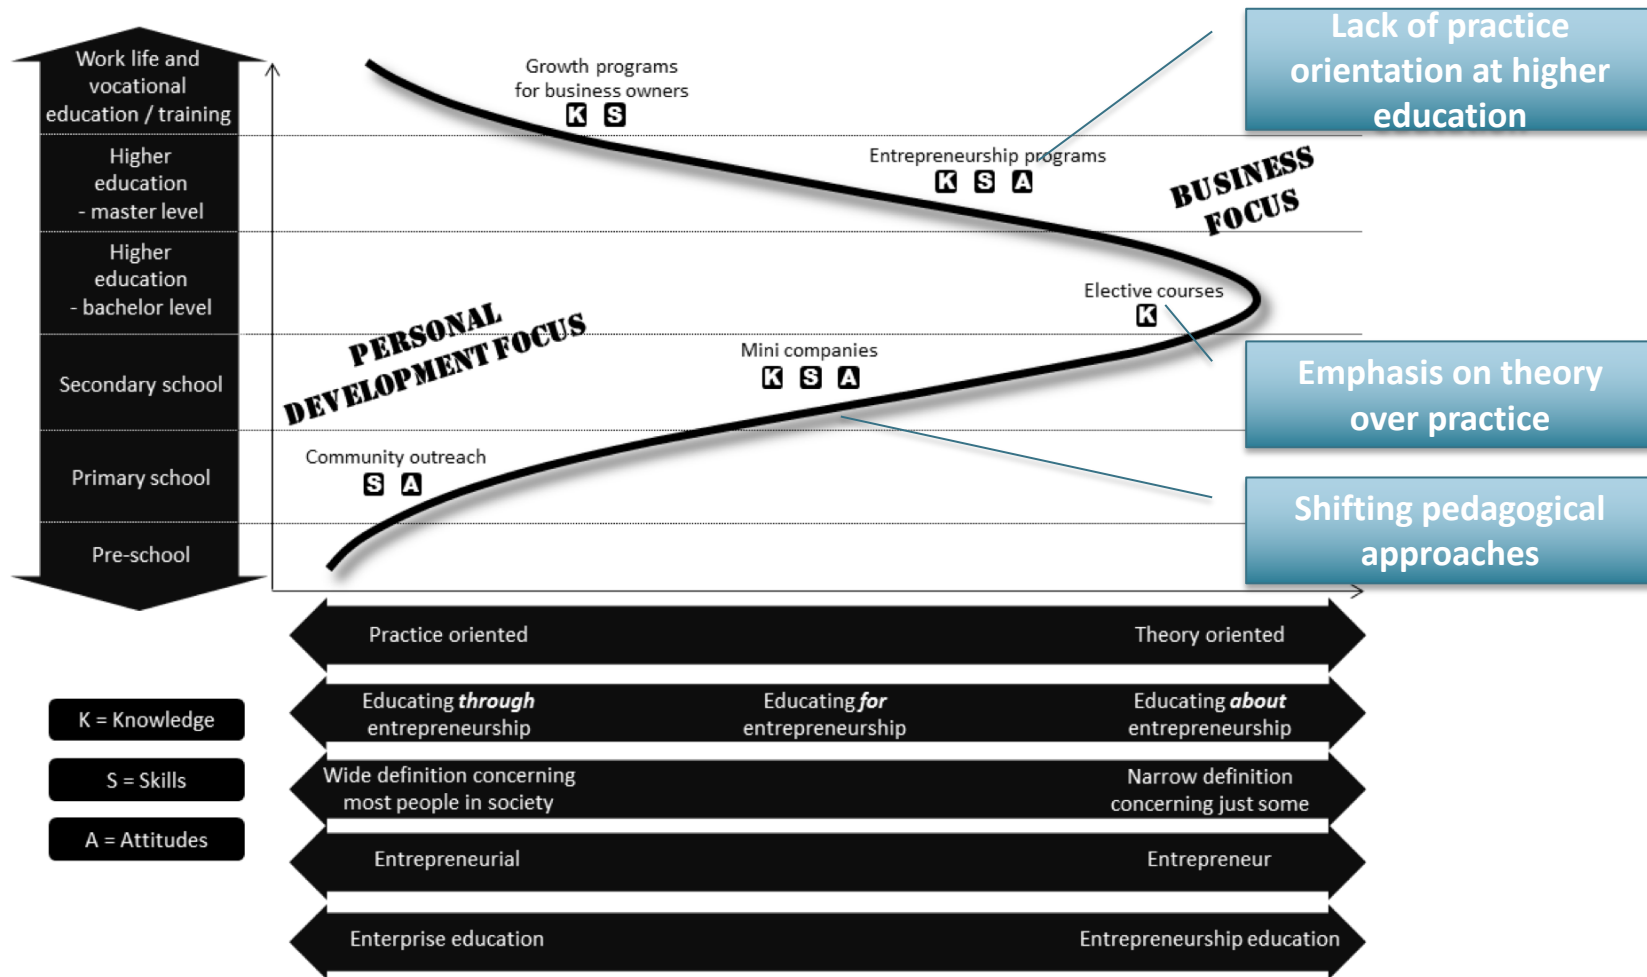 Work life and
vocational
education / training
Higher
education
- master level
Higher
education
- bachelor level
Secondary school
Primary school
Pre-school
Growth programs
for business owners
K S
Entrepreneurship programs
K S A
BUSINESS
FOCUS
Elective courses
K
PERSONAL
DEVELOPMENT FOCUS
Mini companies
K S A
Community outreach
S A
Lack of practice
orientation at higher
education
Emphasis on theory
over practice
Shifting pedagogical
approaches
Practice oriented
Theory oriented
Educating through
entrepreneurship
Educating for
entrepreneurship
Educating about
entrepreneurship
Wide definition concerning
most people in society
Narrow definition
concerning just some
Entrepreneurial
Entrepreneur
Enterprise education
Entrepreneurship education
K = Knowledge
S = Skills
A = Attitudes